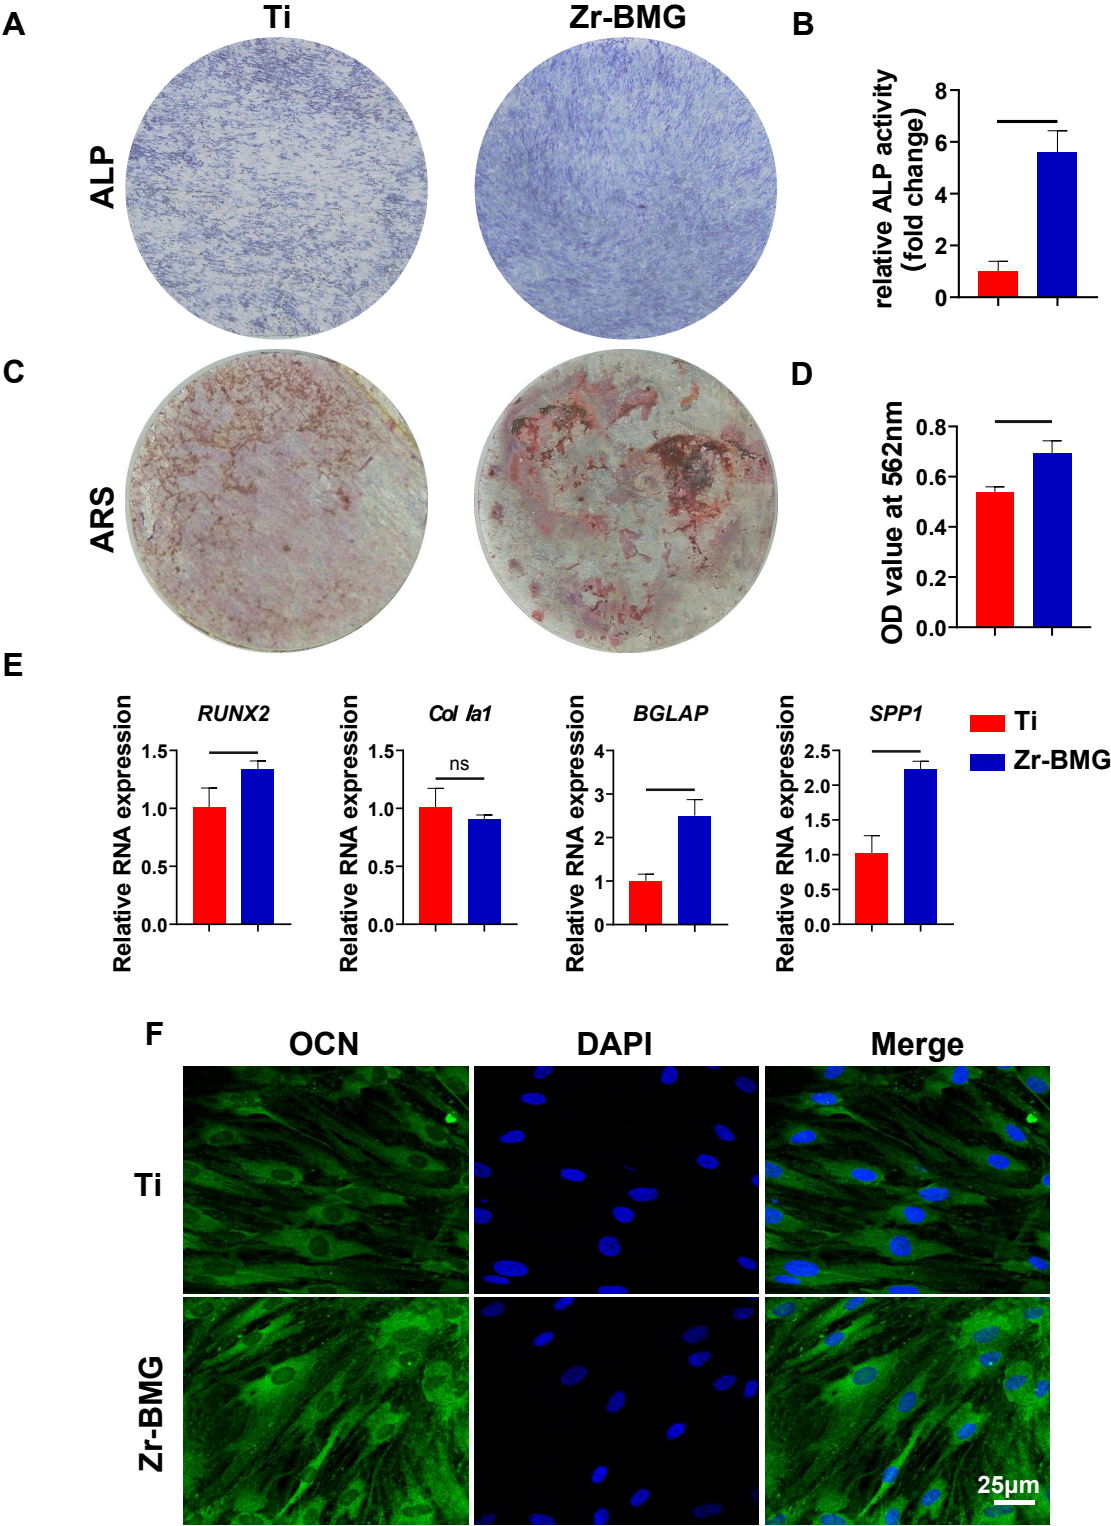 A
Ti
Zr-BMG
B
ALP
relative ALP activity
(fold change)
8
6
4
2
0
C
ARS
D
OD value at 562nm
0.8
0.6
0.4
0.2
0.0
E
RUNX2
Relative RNA expression
1.5
1.0
0.5
0.0
Col Ia1
Relative RNA expression
1.5
1.0
0.5
0.0
ns
BGLAP
Relative RNA expression
4
3
2
1
0
SPP1
Relative RNA expression
2.5
2.0
1.5
1.0
0.5
0.0
Ti
Zr-BMG
F
OCN
DAPI
Merge
Ti
Zr-BMG
25μm